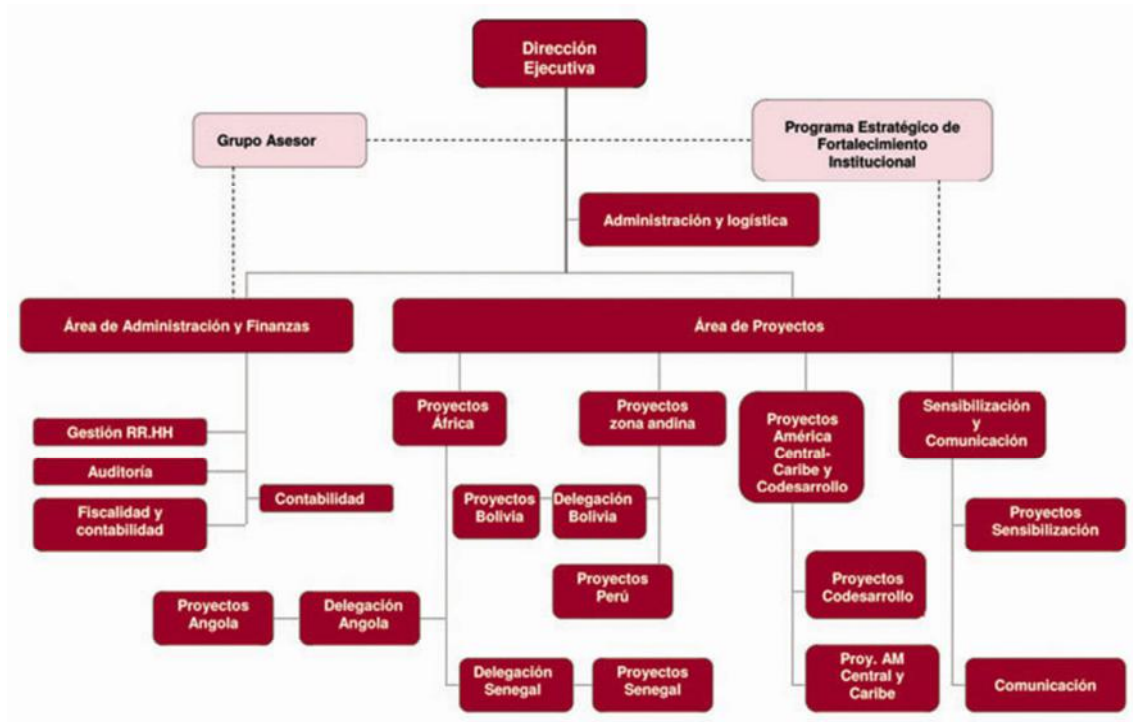 Dirección
Ejecutiva
Grupo Asesor
Programa Estratégico de
Fortalecimiento
Institucional
Administración y logística
Área de Administración y Finanzas
Área de Proyectos
Gestión RR.HH
Auditoría
Fiscalidad y
contabilidad
Contabilidad
Proyectos
África
Proyectos
zona andina
Proyectos
América
Central-
Caribe y
Codesarrollo
Sensibilización
y
Comunicación
Proyectos
Bolivia
Delegación
Bolivia
Proyectos
Sensibilización
Proyectos
Perú
Proyectos
Codesarrollo
Proyectos
Angola
Delegación
Angola
Delegación
Senegal
Proyectos
Senegal
Proy. AM
Central y
Caribe
Comunicación